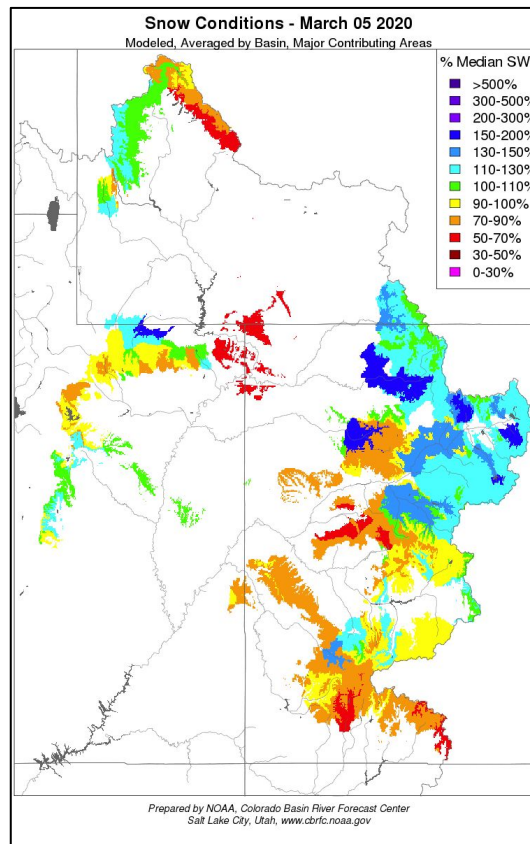 Snow Conditions - March 05 2020
Modeled, Averaged by Basin, Major Contributing Areas
% Median SW
>500%
300-500%
200-300%
150-200%
130-150%
110-130%
100-110%
90-100%
70-90%
50-70%
30-50%
0-30%
Prepared by NOAA, Colorado Basin River Forecast Center
Salt Lake City, Utah, www.cbrfc.noaa.gov